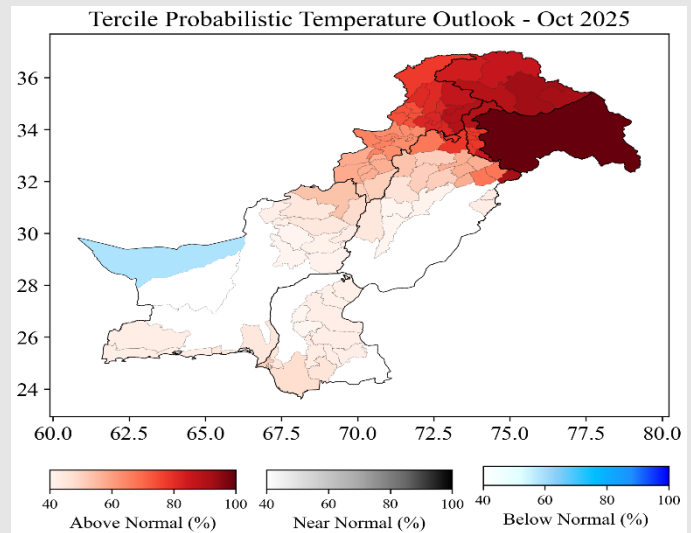 Tercile Probabilistic Temperature Outlook - Oct 2025
36
34
32
30
28
26
24
60.0 62.5 65.0 67.5 70.0 72.5 75.0 77.5 80.0
40 60 80 100 40 60 80 100 40 60 80 100
Above Normal (%) Near Normal (%) Below Normal (%)